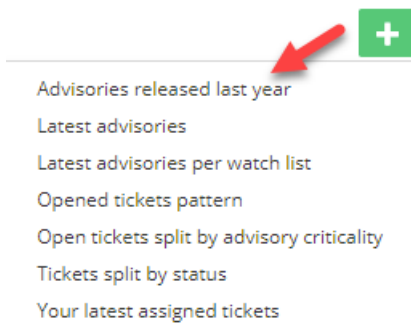 Advisories released last year
Latest advisories
Latest advisories per watch list
Opened tickets pattern
Open tickets split by advisory criticality
Tickets split by status
Your latest assigned tickets